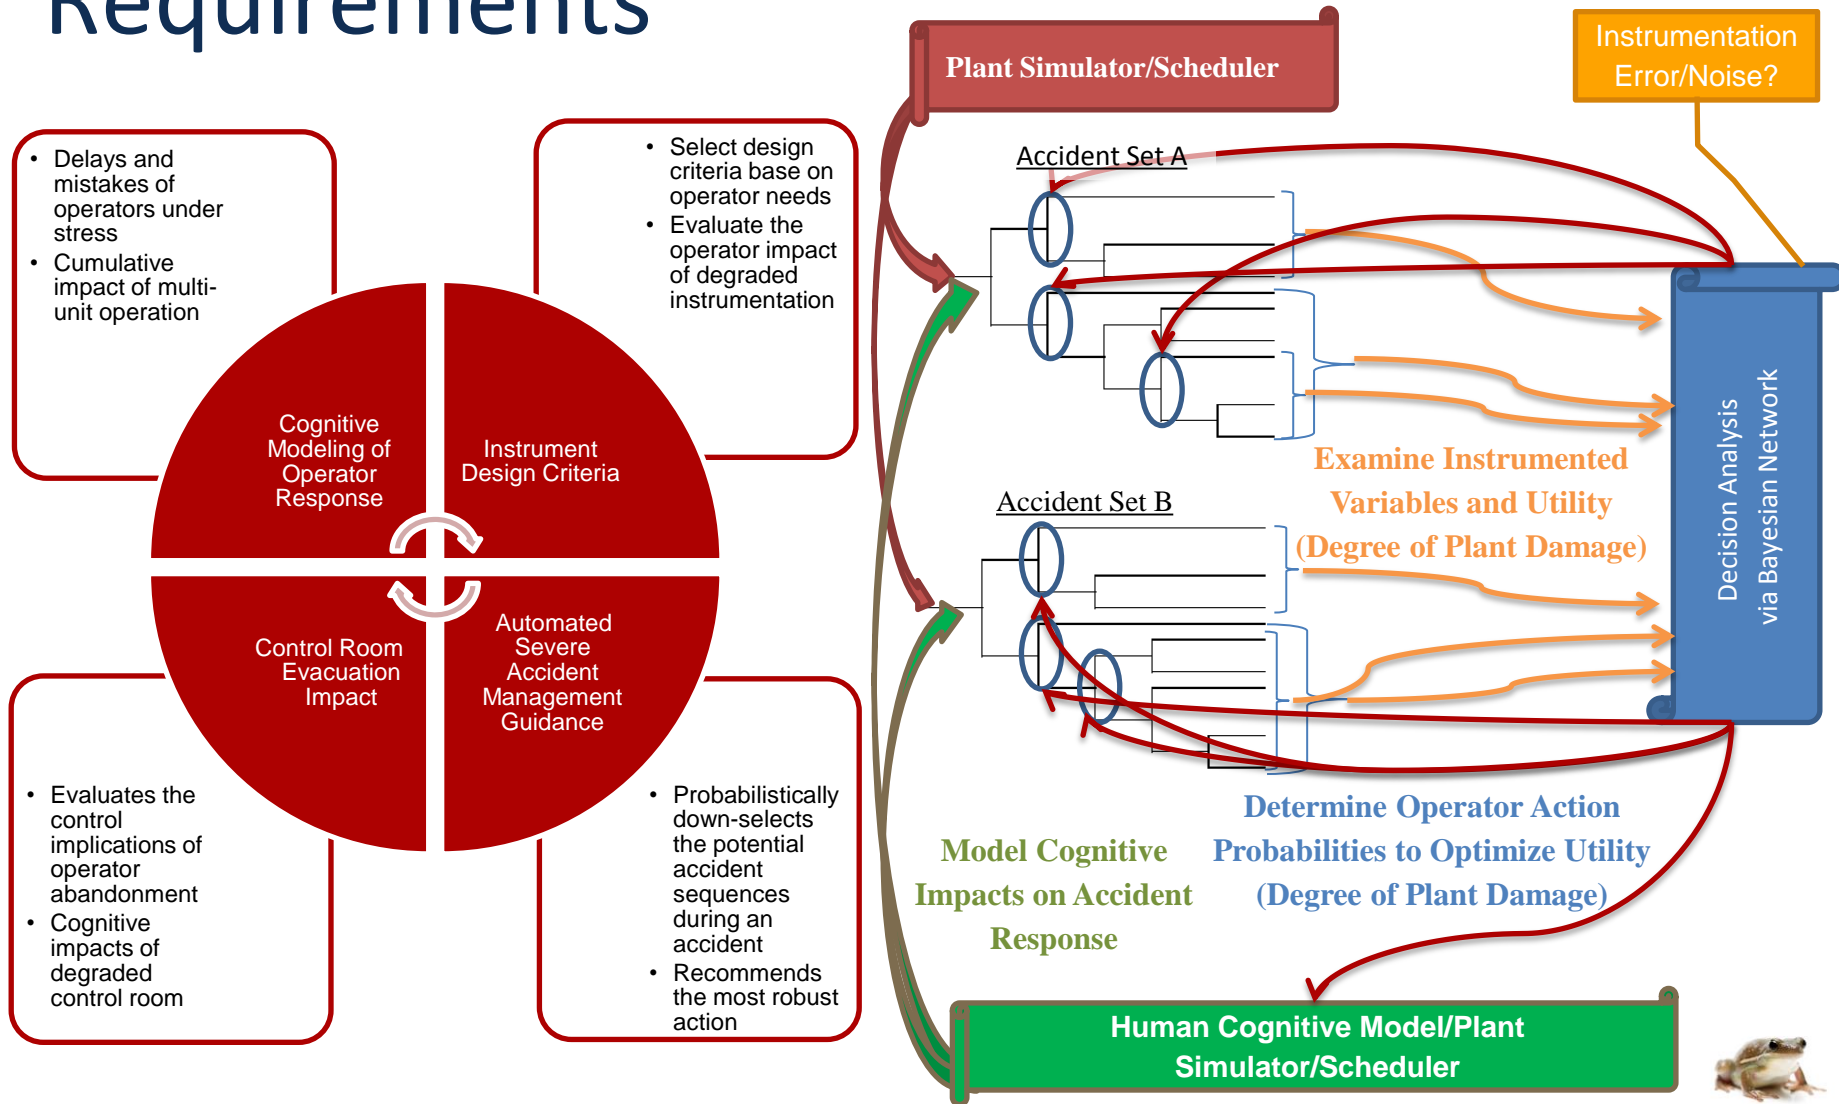 Requirements
• Delays and
mistakes of
operators under
stress
• Cumulative
impact of multi-
unit operation
• Select design
criteria base on
operator needs
• Evaluate the
operator impact
of degraded
instrumentation
Cognitive
Modeling of
Operator
Response
Instrument
Design Criteria
Control Room
Evacuation
Impact
Automated
Severe
Accident
Management
Guidance
• Evaluates the
control
implications of
operator
abandonment
• Cognitive
impacts of
degraded
control room
• Probabilistically
down-selects
the potential
accident
sequences
during an
accident
• Recommends
the most robust
action
Plant Simulator/Scheduler
Instrumentation
Error/Noise?
Accident Set A
Examine Instrumented
Variables and Utility
(Degree of Plant Damage)
Accident Set B
Decision Analysis
via Bayesian Network
Determine Operator Action
Probabilities to Optimize Utility
(Degree of Plant Damage)
Model Cognitive
Impacts on Accident
Response
Human Cognitive Model/Plant
Simulator/Scheduler